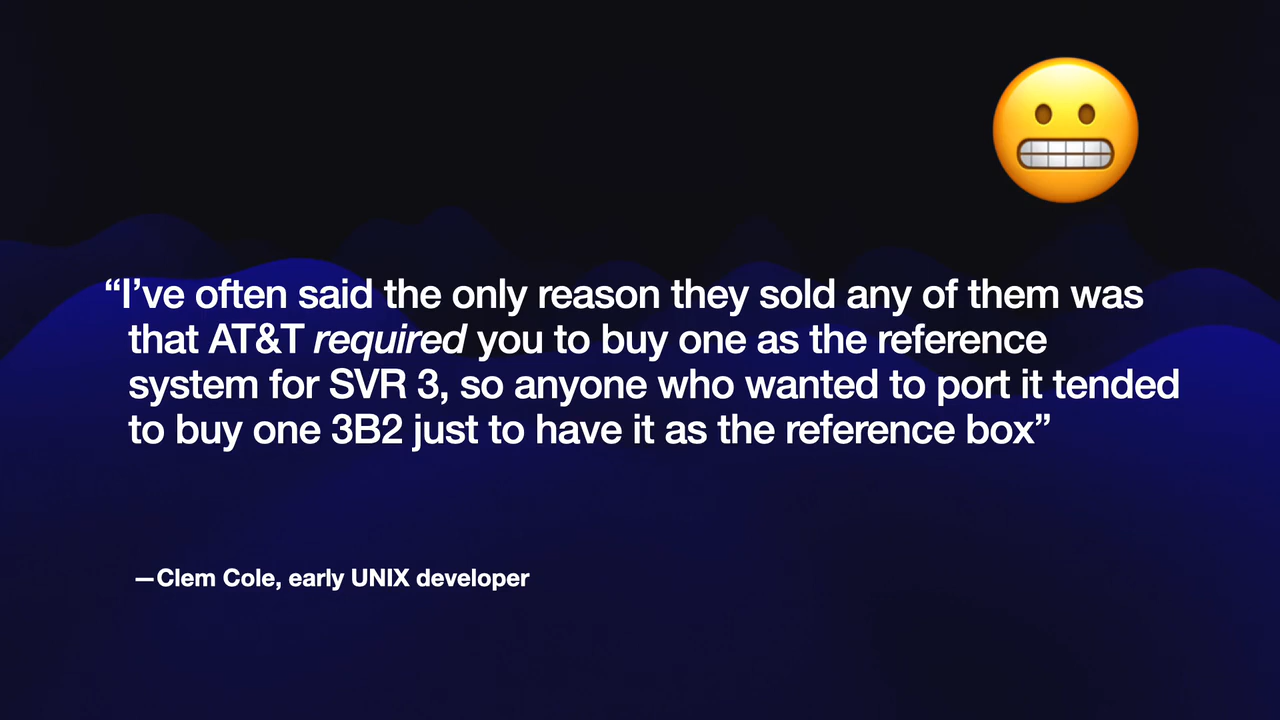 “I’ve often said the only reason they sold any of them was
that AT&T required you to buy one as the reference
system for SVR 3, so anyone who wanted to port it tended
to buy one 3B2 just to have it as the reference box”
—Clem Cole, early UNIX developer